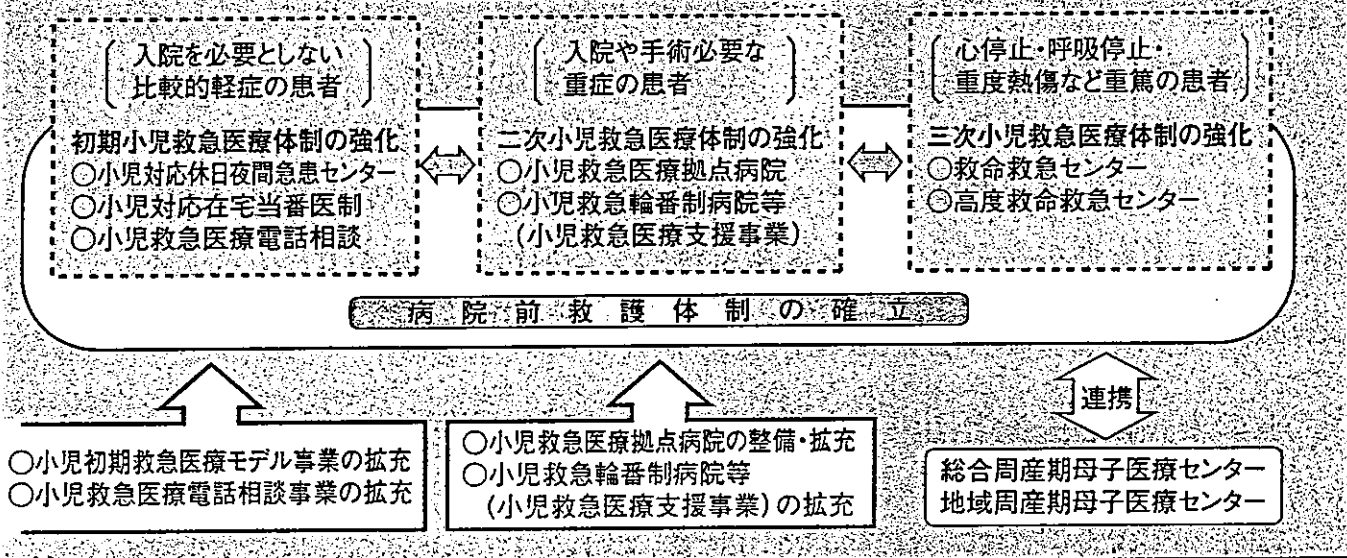 入院を必要としない
比較的軽症の患者
初期小児救急医療体制の強化
○小児対応休日夜間急患センター
○小児対応在宅当番医制
○小児救急医療電話相談
入院や手術必要な
重症の患者
二次小児救急医療体制の強化
○小児救急医療拠点病院
○小児救急輪番制病院等
(小児救急医療支援事業)
心停止・呼吸停止・
重度熱傷など重篤の患者
三次小児救急医療体制の強化
○救命救急センター
○高度救命救急センター
病院前救護体制の確立
○小児初期救急医療モデル事業の拡充
○小児救急医療電話相談事業の拡充
○小児救急医療拠点病院の整備・拡充
○小児救急輪番制病院等
(小児救急医療支援事業)の拡充
連携
総合周産期母子医療センター
地域周産期母子医療センター